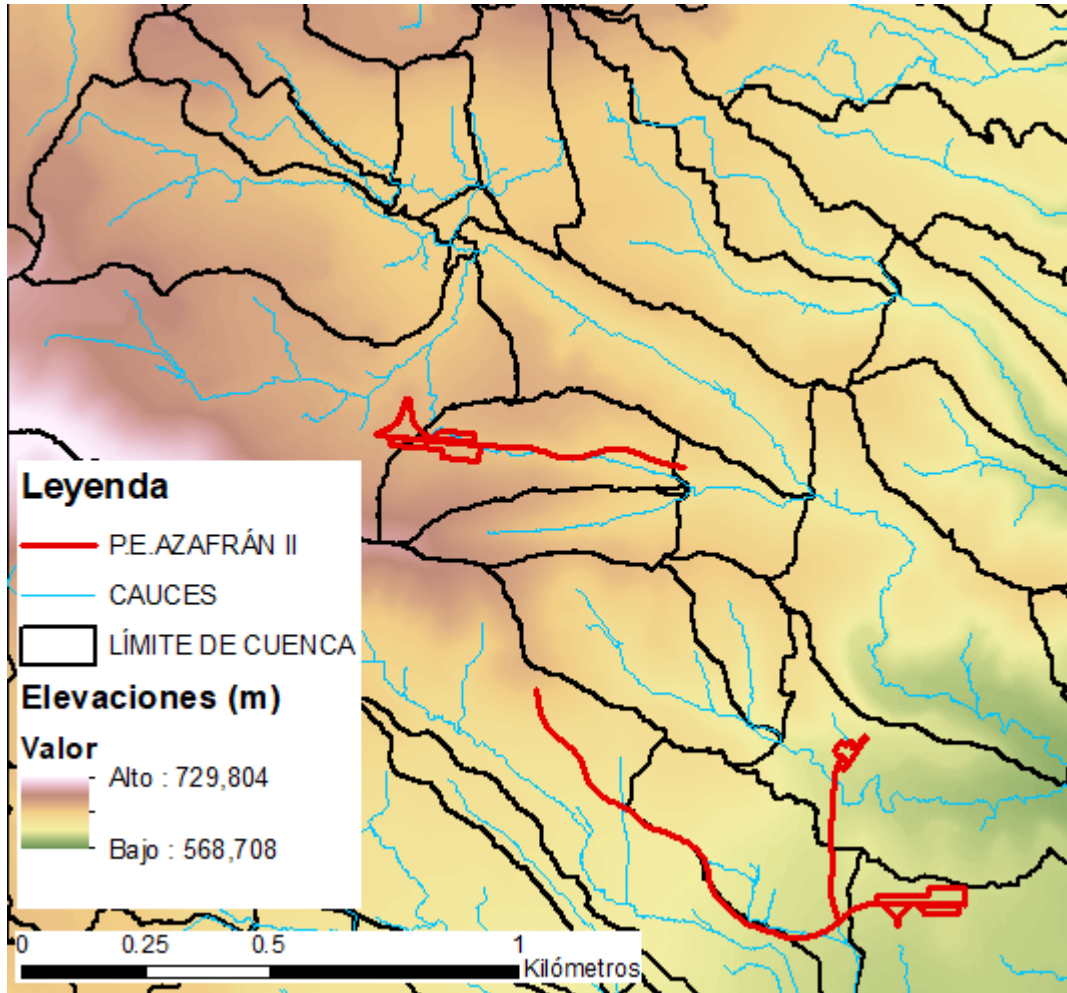 Leyenda
P.E.AZAFRÁN II
CAUCES
LÍMITE DE CUENCA
Elevaciones (m)
Valor
Alto : 729,804
Bajo : 568,708
0 0.25 0.5 1
Kilómetros